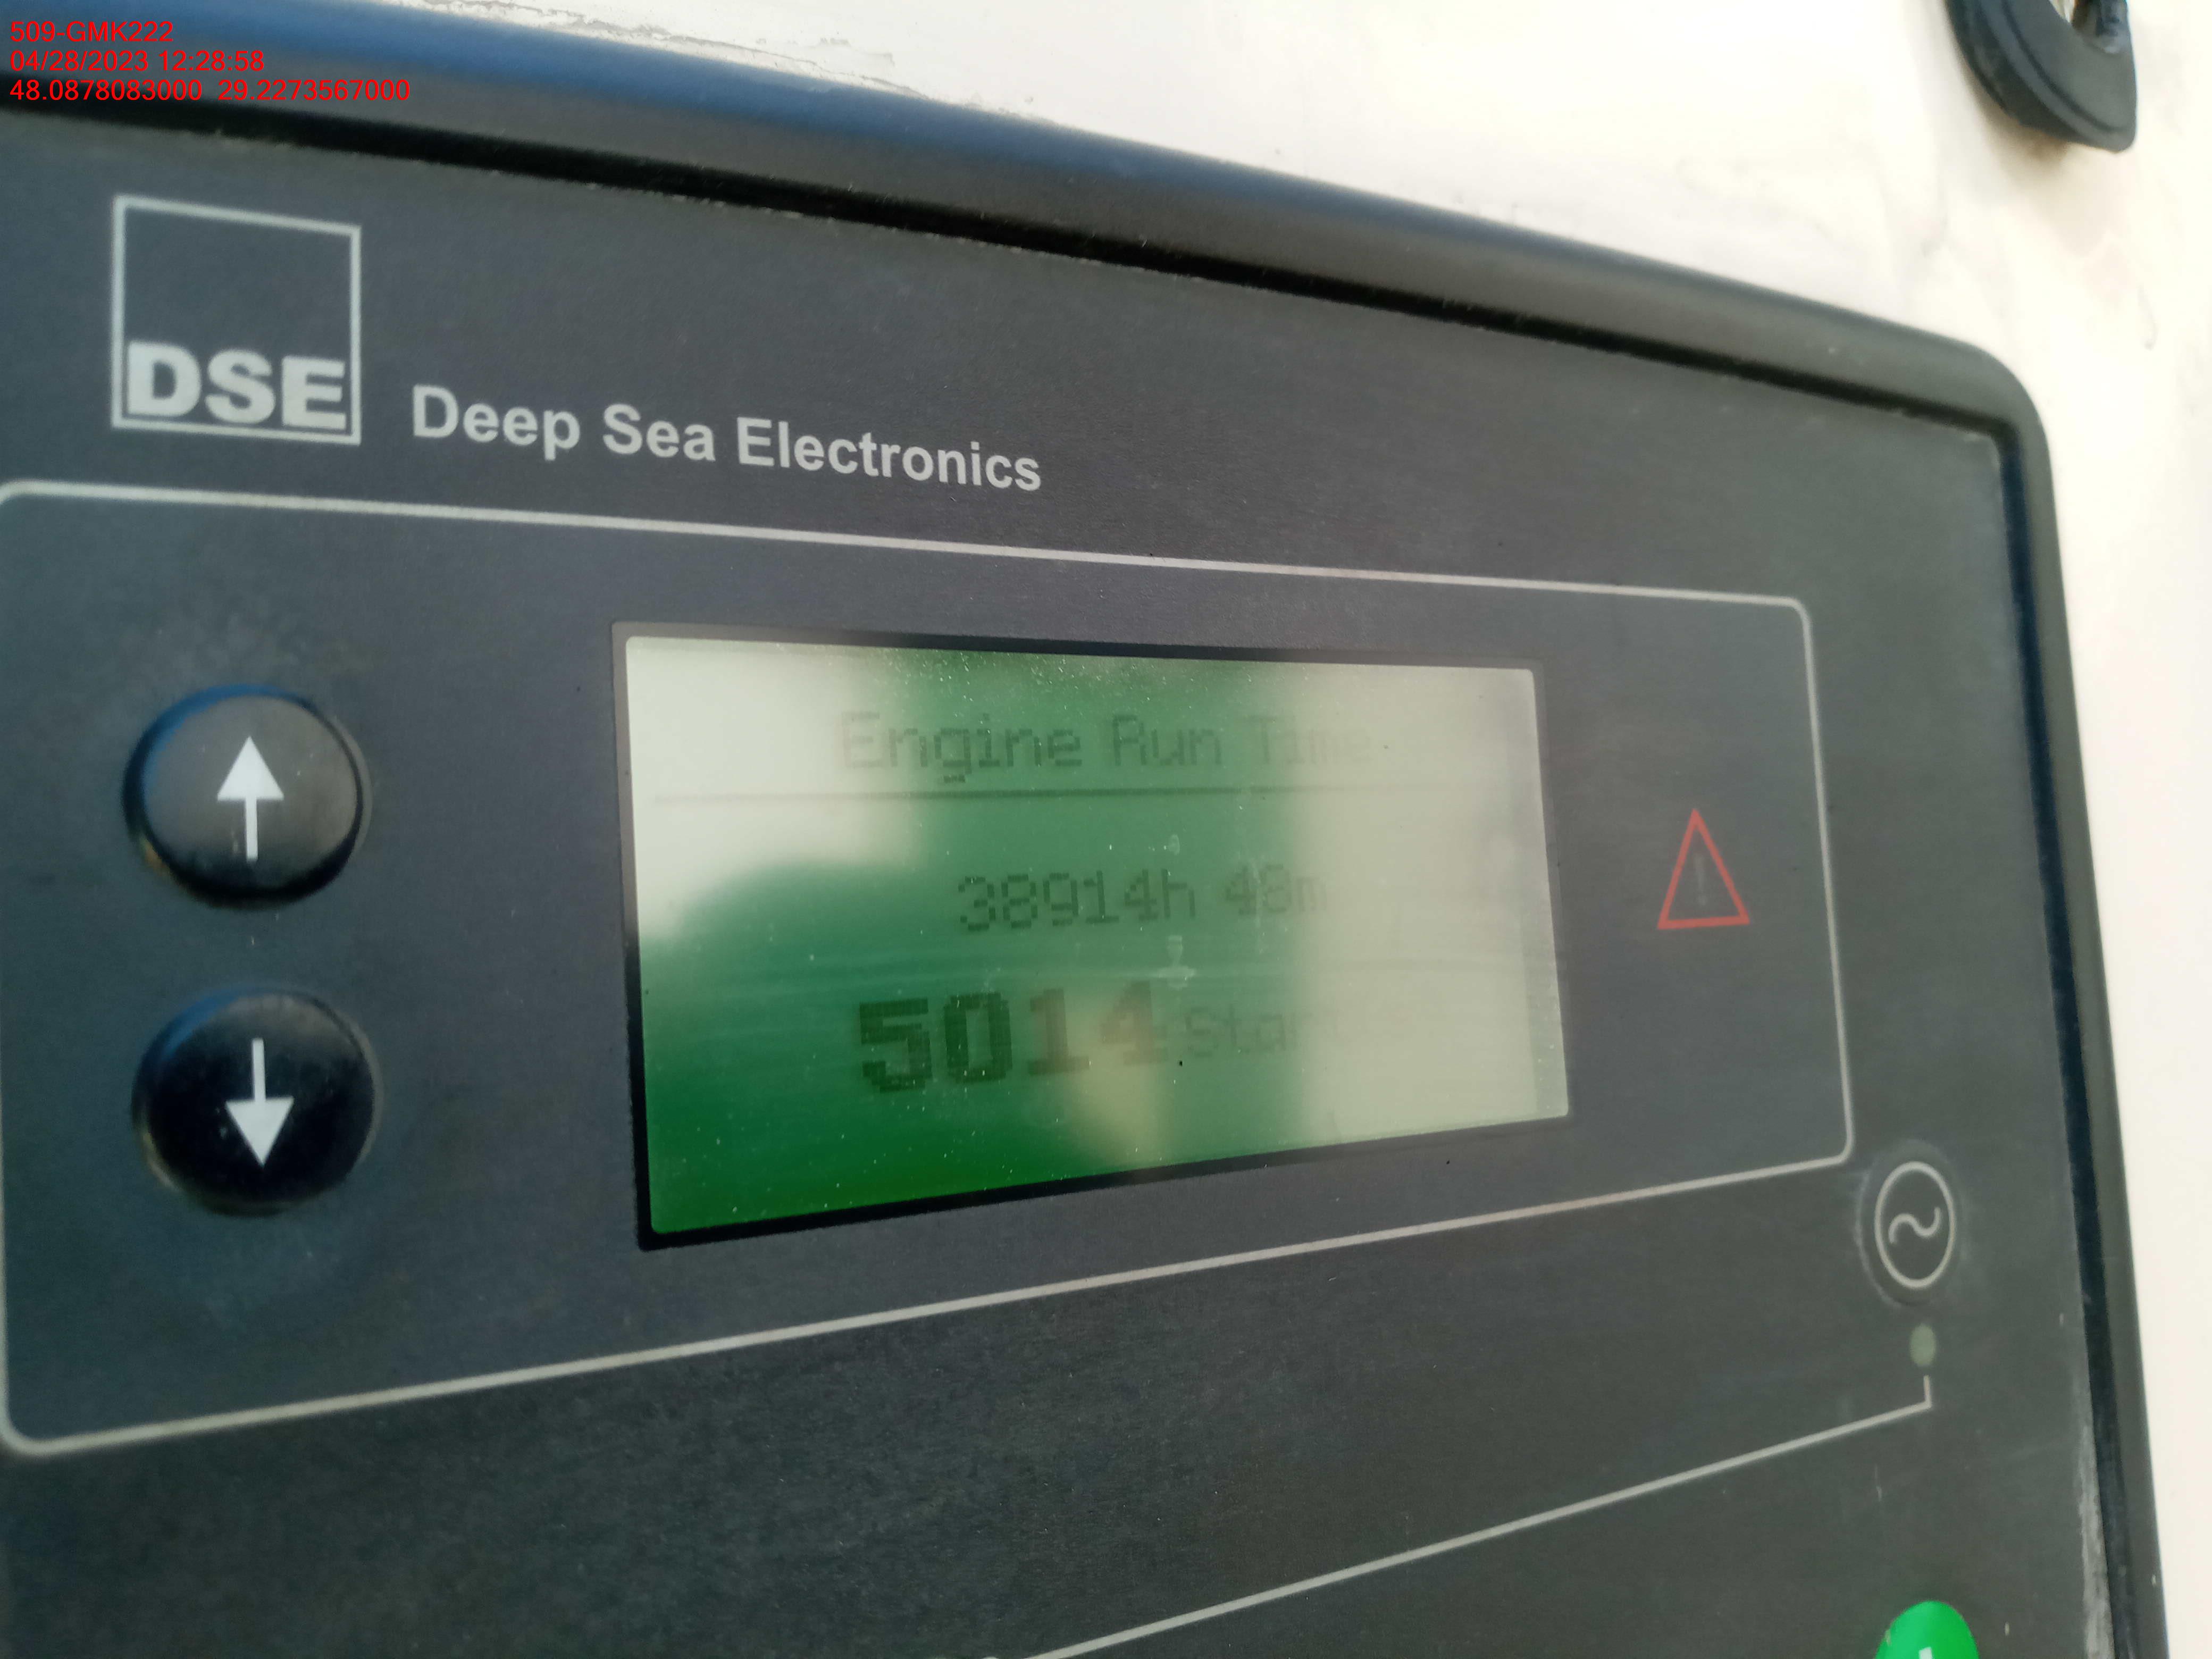 509-GMK222
04/28/2023 12:28:58
48.0878083000 29.2273567000
DSE
Deep Sea Electronics
Engine Run Time
38914h 48m
5014